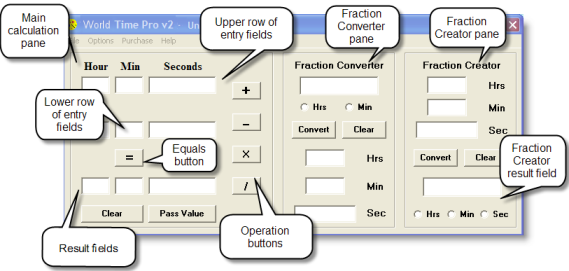 Main
calculation
pane
Upper row of
entry fields
Fraction
Converter
pane
Fraction
Creator pane
World Time Pro v2 - Un
Options Purchase Help
Hour Min Seconds
Fraction Converter
Fraction Creator
Hrs
+
Hrs Min
Min
Lower row
of entry
fields
–
Convert Clear
Sec
Equals
button
=
X
Hrs
Convert Clear
Fraction
Creator
result field
/
Min
Clear Pass Value
Sec
Hrs Min Sec
Operation
buttons
Result fields